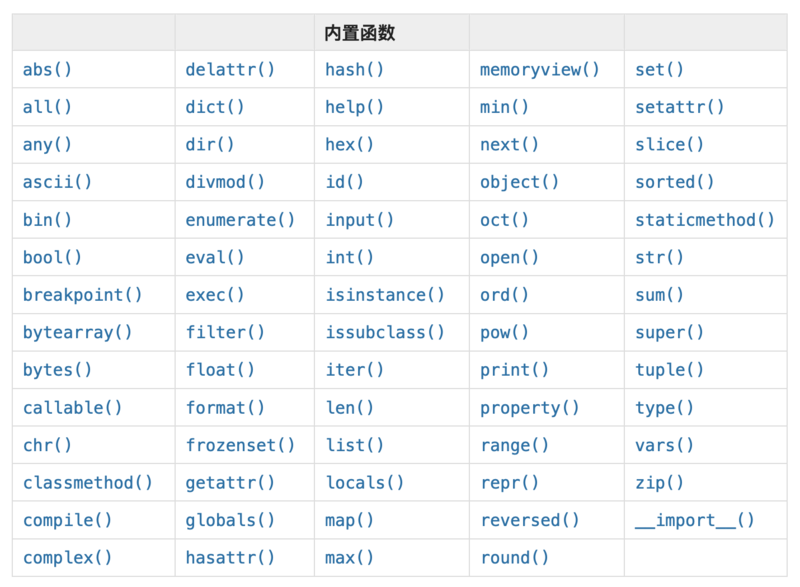 内置函数
abs() delattr() hash() memoryview() set()
all() dict() help() min() setattr()
any() dir() hex() next() slice()
ascii() divmod() id() object() sorted()
bin() enumerate() input() oct() staticmethod()
bool() eval() int() open() str()
breakpoint() exec() isinstance() ord() sum()
bytearray() filter() issubclass() pow() super()
bytes() float() iter() print() tuple()
callable() format() len() property() type()
chr() frozenset() list() range() vars()
classmethod() getattr() locals() repr() zip()
compile() globals() map() reversed() __import__()
complex() hasattr() max() round()